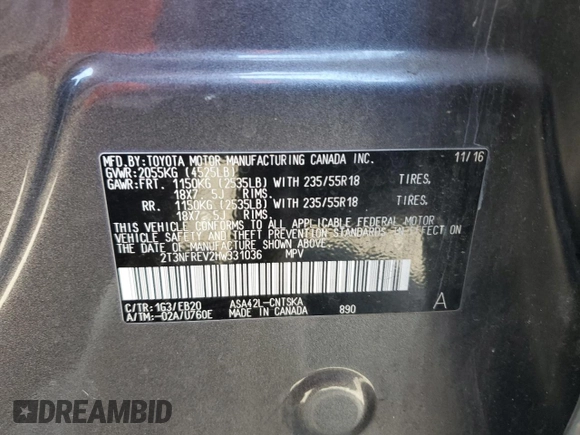 MFD.BY:TOYOTA MOTOR MANUFACTURING CANADA INC. 11/16
GVWR:2055KG (4525LB)
GAWR:FRT. 1150KG (2535LB) WITH 235/55R18 TIRES,
18X7 5J RIMS,
RR. 1150KG (2535LB) WITH 235/55R18 TIRES,
18X7 5J RIMS,
THIS VEHICLE CONFORMS TO ALL APPLICABLE FEDERAL MOTOR
VEHICLE SAFETY AND THEFT PREVENTION STANDARDS IN EFFECT ON
THE DATE OF MANUFACTURE SHOWN ABOVE.
2T3NFREV2HW331036 MPV
C/TR:1G3/EB20 ASA42L-CNTSKA A
A/TM:-02A/U760E MADE IN CANADA 890
DREAMBID